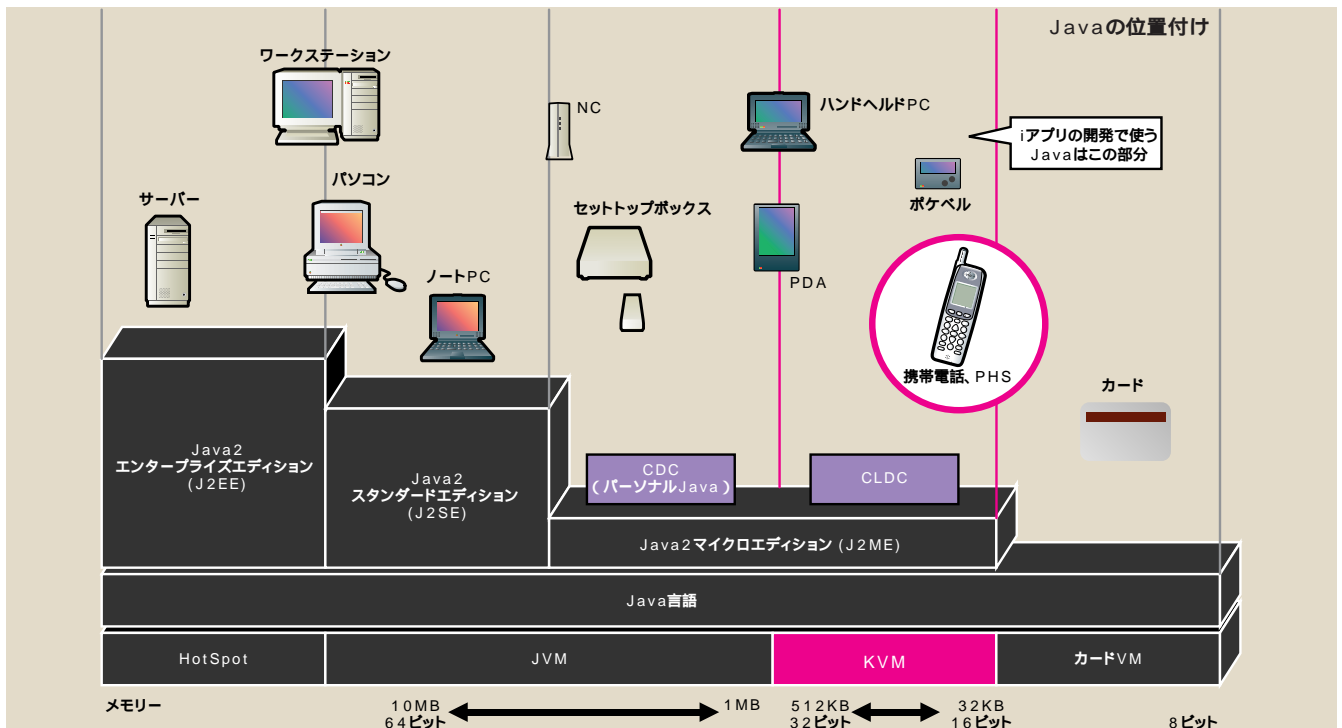 Javaの位置付け
ワークステーション
NC
ハンドヘルドPC
iアプリの開発で使う
Javaはこの部分
サーバー
パソコン
セットトップボックス
ポケベル
ノートPC
PDA
携帯電話、PHS
カード
Java2
エンタープライズエディション
(J2EE)
Java2
スタンダードエディション
(J2SE)
CDC
(パーソナルJava)
CLDC
Java2マイクロエディション(J2ME)
Java言語
HotSpot
JVM
KVM
カードVM
メモリー
10MB
64ビット
1MB
512KB
32ビット
32KB
16ビット
8ビット